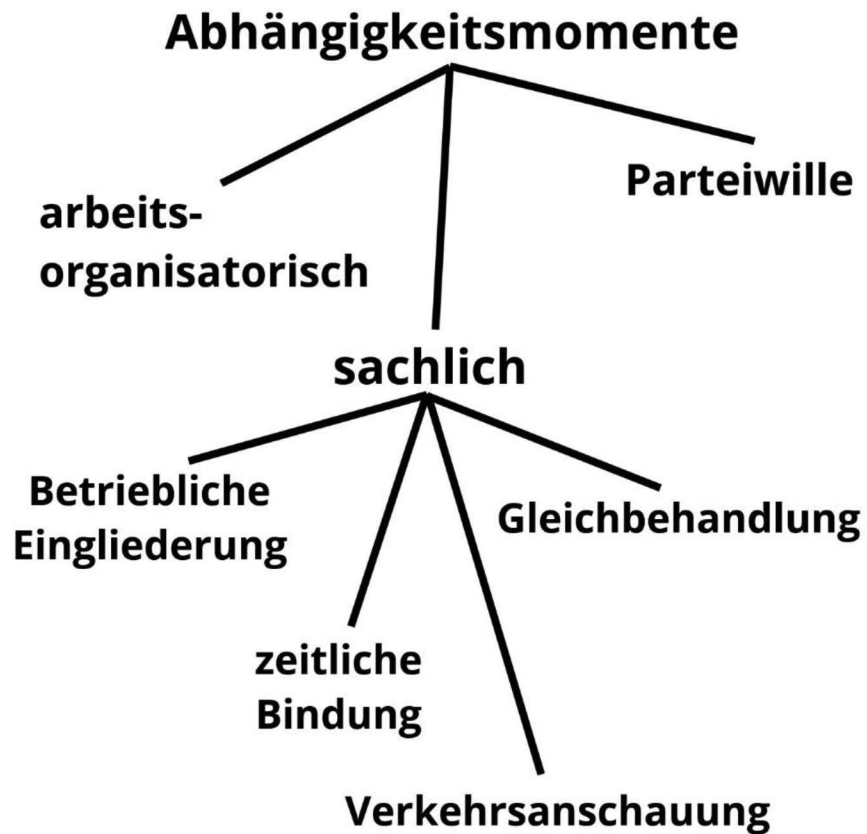 Abhängigkeitsmomente
Parteiwille
arbeits-
organisatorisch
sachlich
Betriebliche
Eingliederung
Gleichbehandlung
zeitliche
Bindung
Verkehrsanschauung